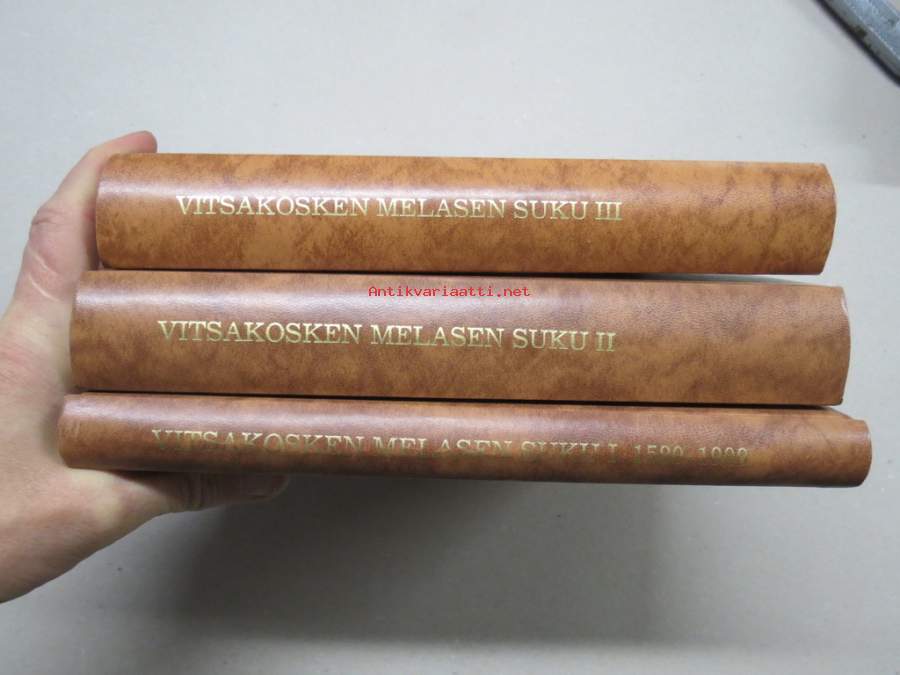 VITSAKOSKEN MELASEN SUKU III
Antikvariaatti.net
VITSAKOSKEN MELASEN SUKU II
VITSAKOSKEN MELASEN SUKU I